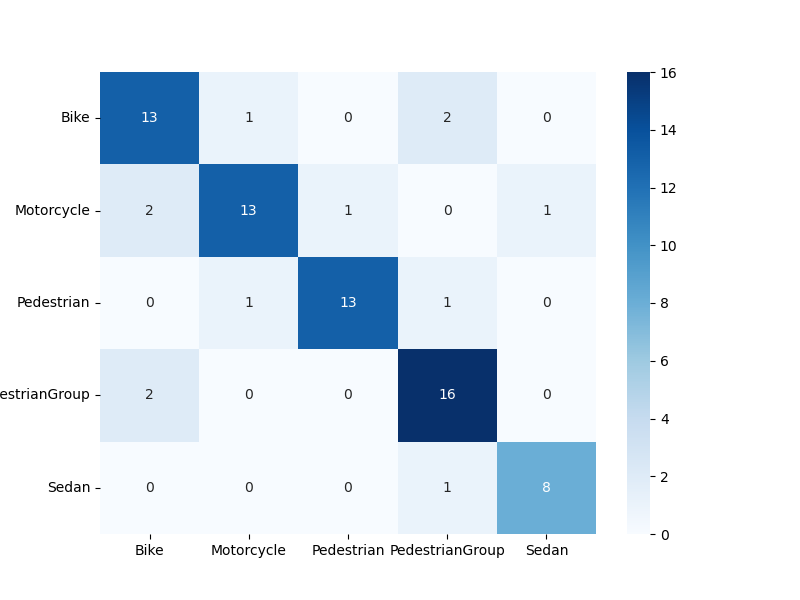 Bike 13 1 0 2 0
Motorcycle 2 13 1 0 1
Pedestrian 0 1 13 1 0
estrianGroup 2 0 0 16 0
Sedan 0 0 0 1 8
Bike Motorcycle Pedestrian PedestrianGroup Sedan
16
14
12
10
8
6
4
2
0